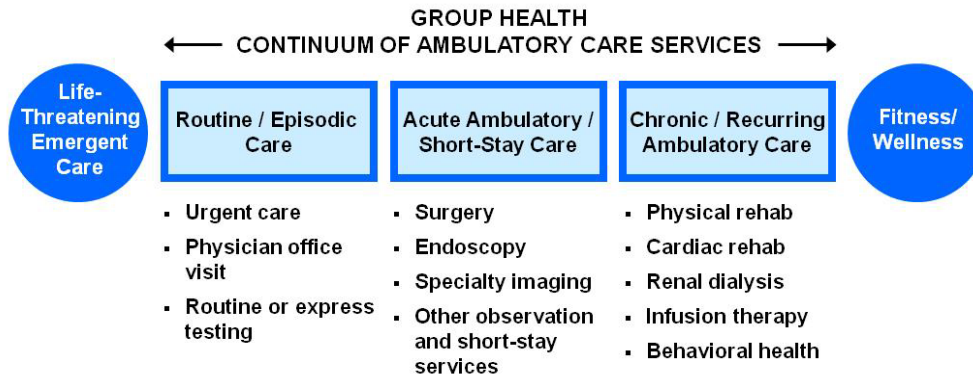 GROUP HEALTH
CONTINUUM OF AMBULATORY CARE SERVICES
Life-
Threatening
Emergent
Care
Routine / Episodic
Care
Acute Ambulatory /
Short-Stay Care
Chronic / Recurring
Ambulatory Care
Fitness/
Wellness
▪ Urgent care
▪ Physician office
visit
▪ Routine or express
testing
▪ Surgery
▪ Endoscopy
▪ Specialty imaging
▪ Other observation
and short-stay
services
▪ Physical rehab
▪ Cardiac rehab
▪ Renal dialysis
▪ Infusion therapy
▪ Behavioral health